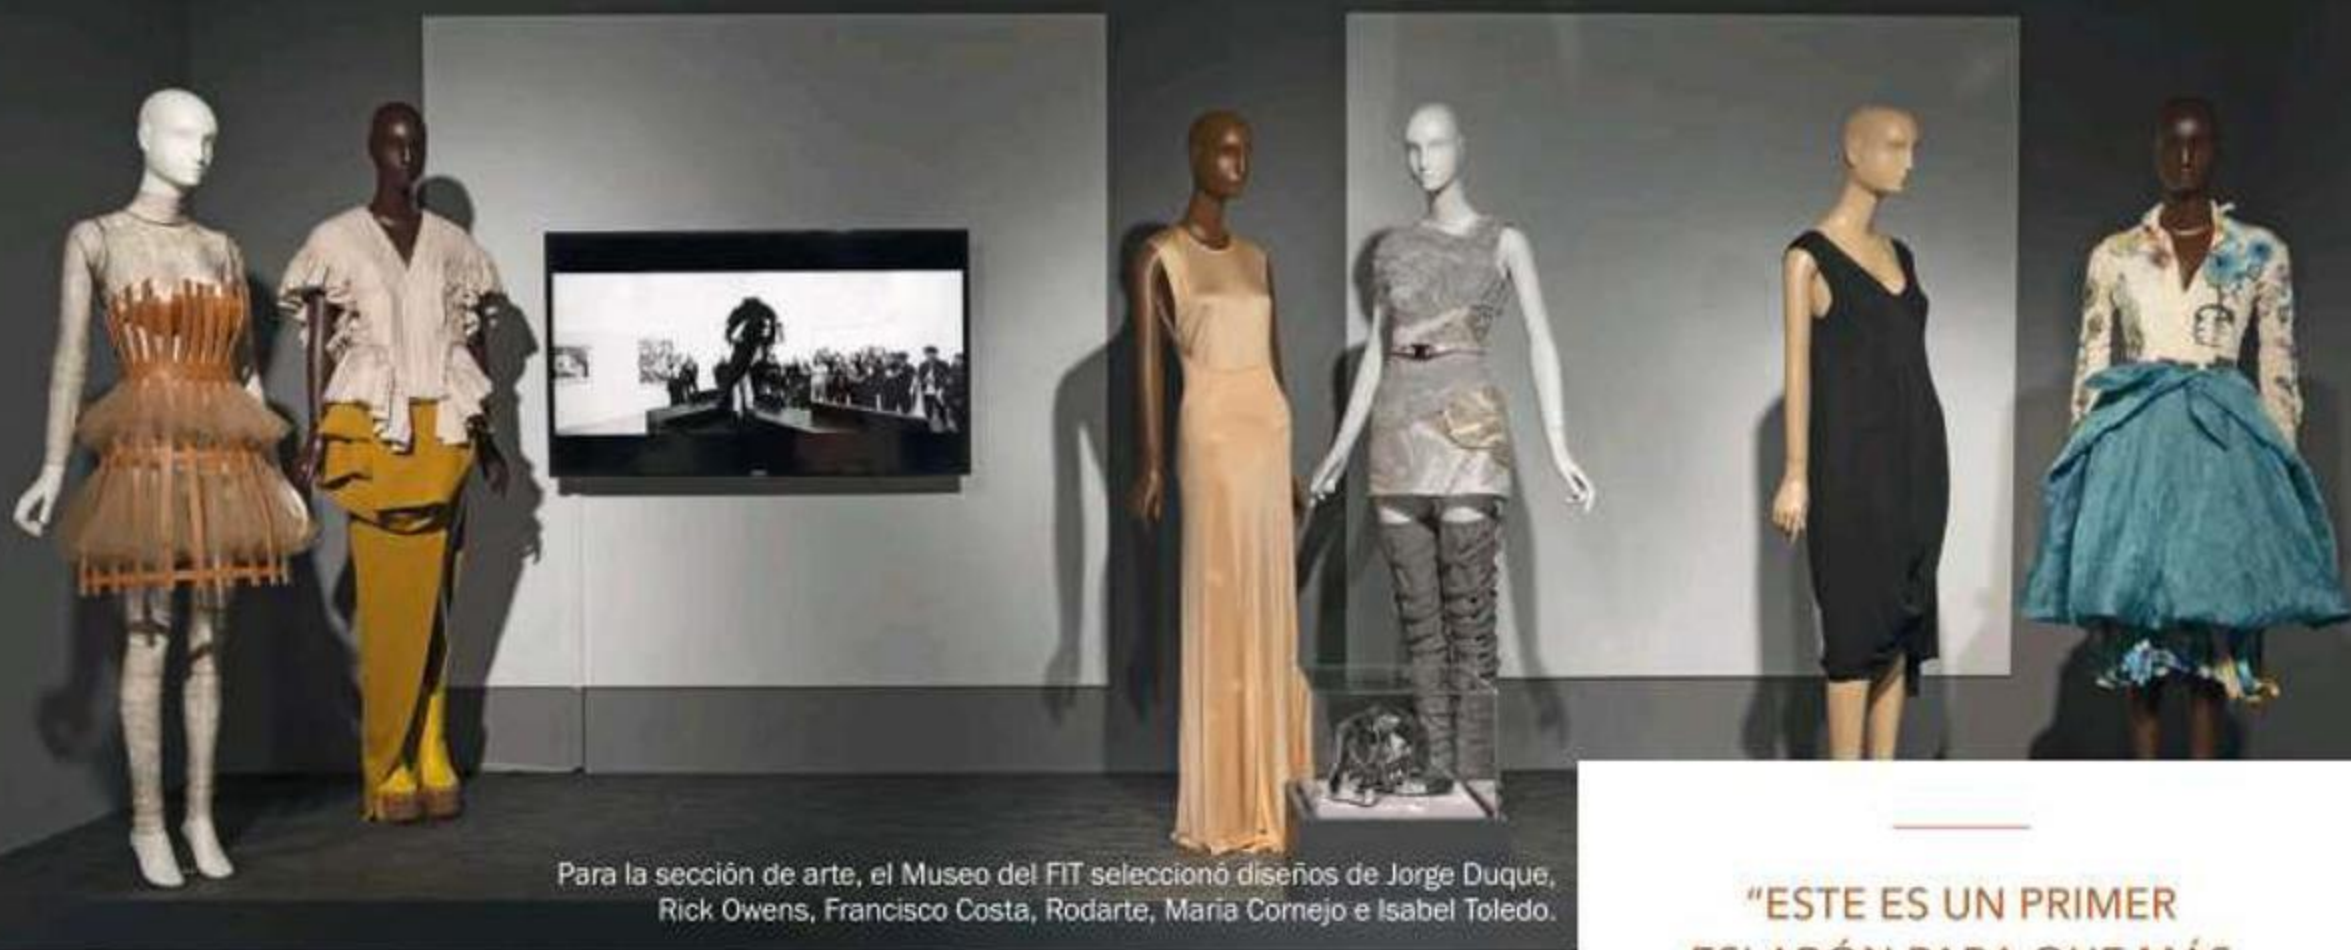 Para la sección de arte, el Museo del FIT seleccionó diseños de Jorge Duque,
Rick Owens, Francisco Costa, Rodarte, María Cornejo e Isabel Toledo.
“ESTE ES UN PRIMER